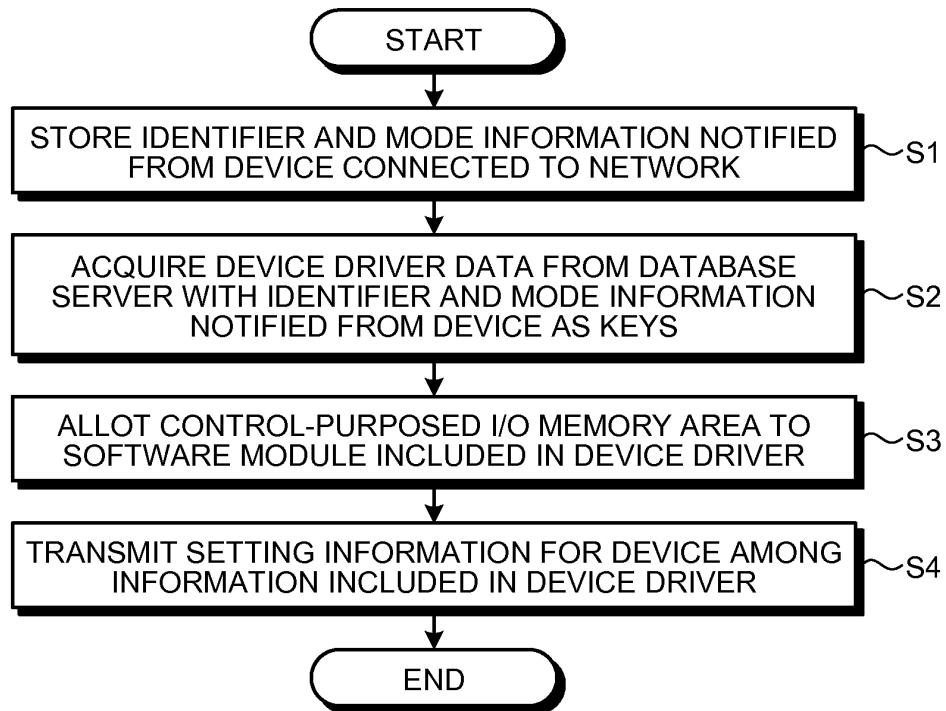 START
STORE IDENTIFIER AND MODE INFORMATION NOTIFIED
FROM DEVICE CONNECTED TO NETWORK
S1
ACQUIRE DEVICE DRIVER DATA FROM DATABASE
SERVER WITH IDENTIFIER AND MODE INFORMATION
NOTIFIED FROM DEVICE AS KEYS
S2
ALLOT CONTROL-PURPOSED I/O MEMORY AREA TO
SOFTWARE MODULE INCLUDED IN DEVICE DRIVER
S3
TRANSMIT SETTING INFORMATION FOR DEVICE AMONG
INFORMATION INCLUDED IN DEVICE DRIVER
S4
END